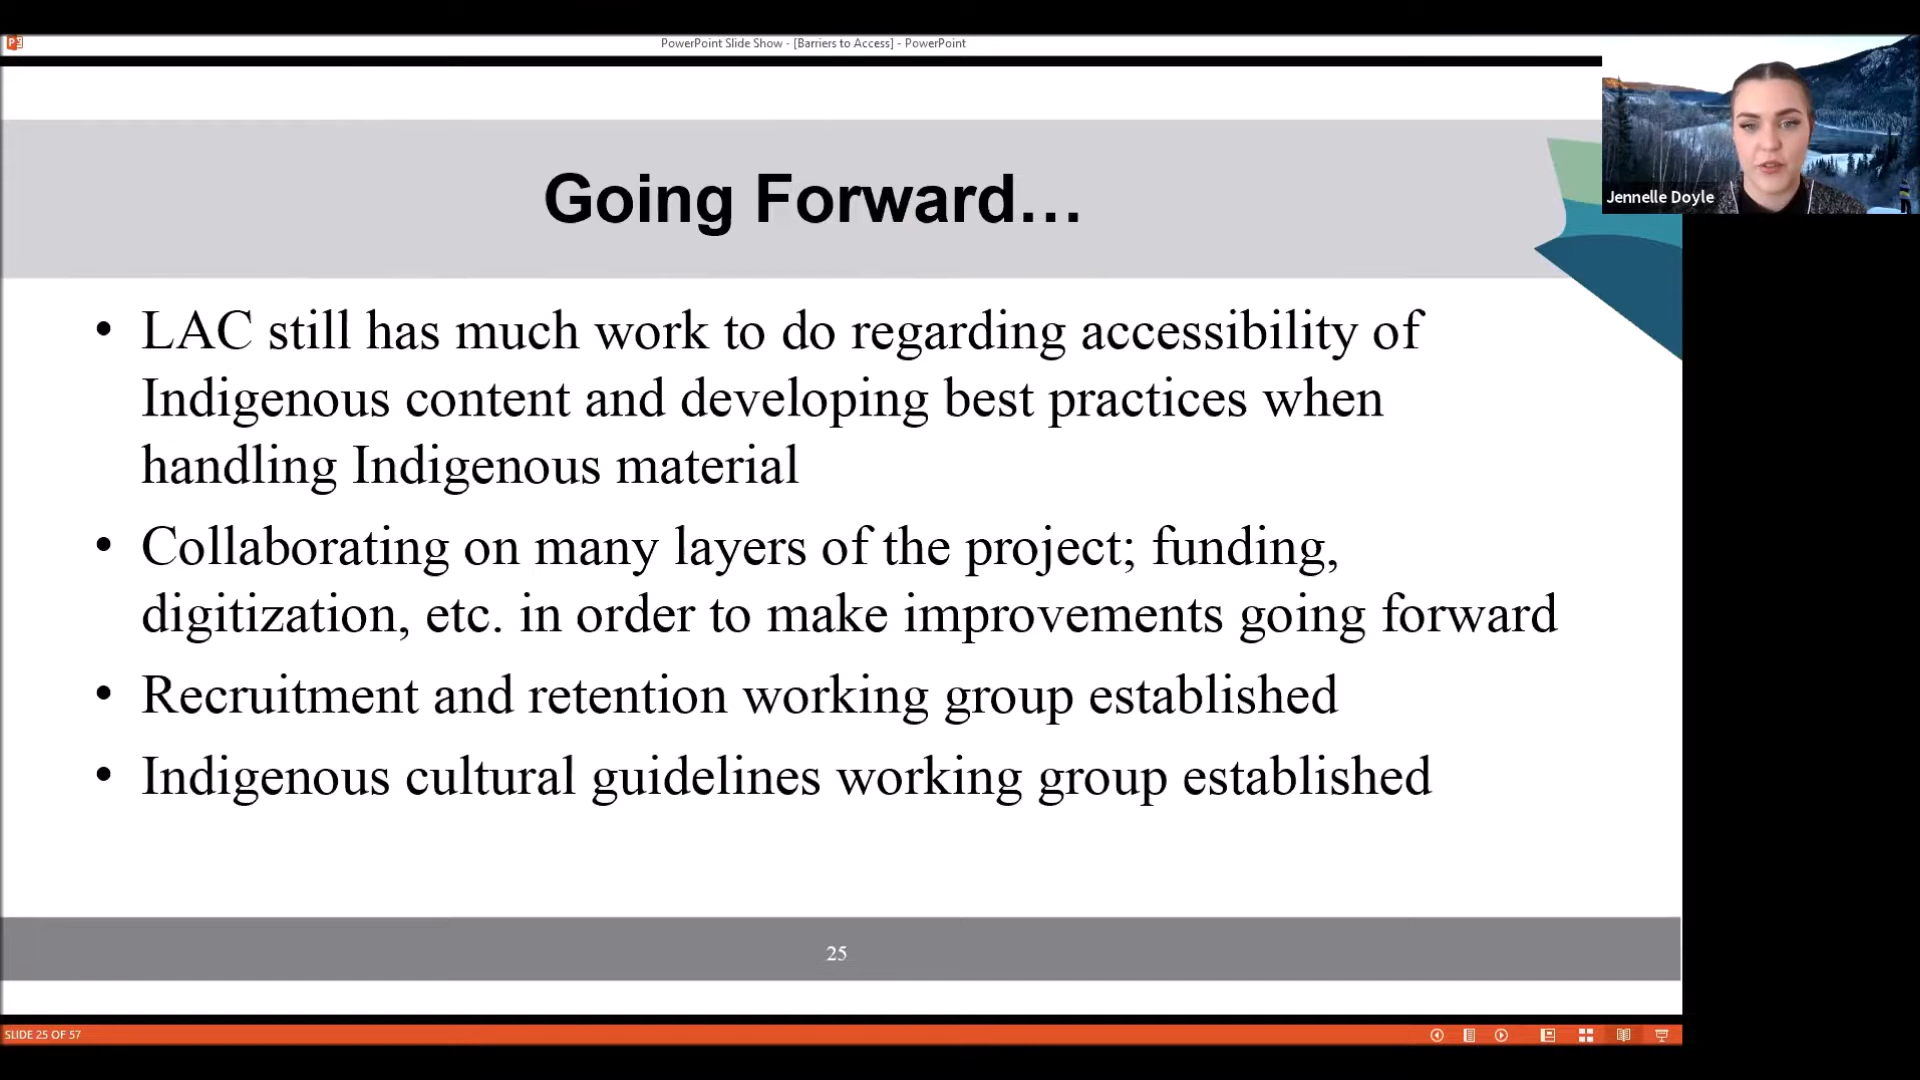 PowerPoint Slide Show - [Barriers to Access] - PowerPoint
Jennelle Doyle
Going Forward…
• LAC still has much work to do regarding accessibility of
Indigenous content and developing best practices when
handling Indigenous material
• Collaborating on many layers of the project; funding,
digitization, etc. in order to make improvements going forward
• Recruitment and retention working group established
• Indigenous cultural guidelines working group established
25
SLIDE 25 OF 57